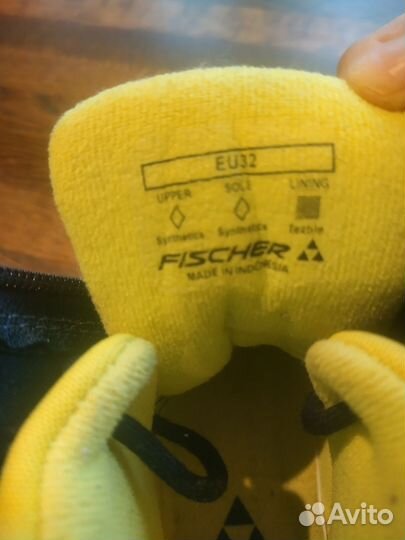 EU32
UPPER SOLE LINING
Synthetics Synthetics Textile
FISCHER
MADE IN INDONESIA
Avito